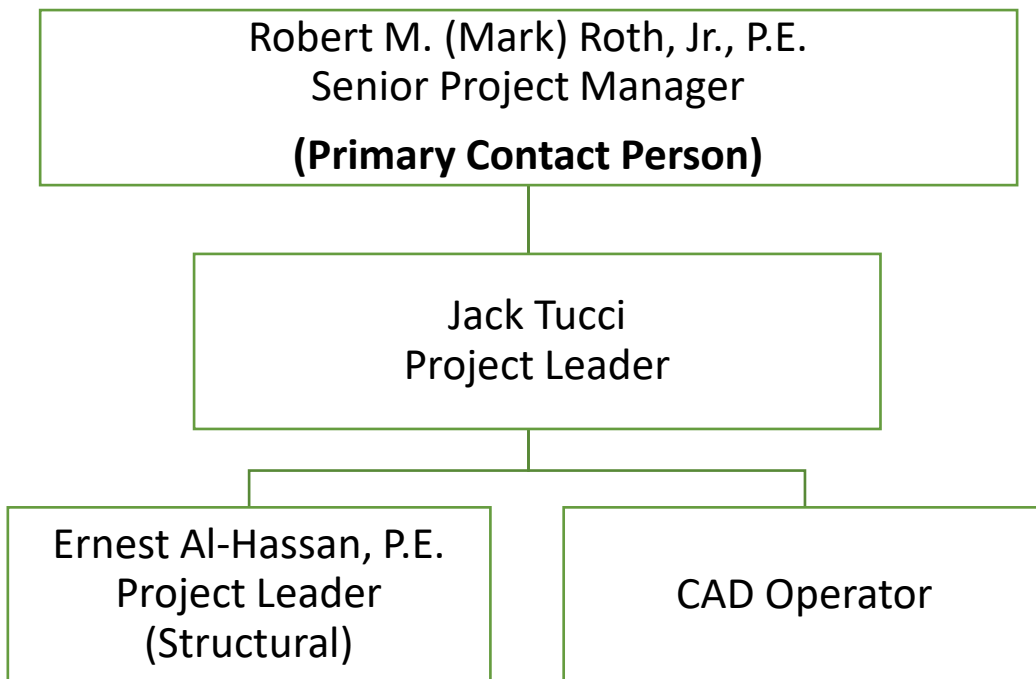 Robert M. (Mark) Roth, Jr., P.E.
Senior Project Manager
(Primary Contact Person)
Jack Tucci
Project Leader
Ernest Al-Hassan, P.E.
Project Leader
(Structural)
CAD Operator